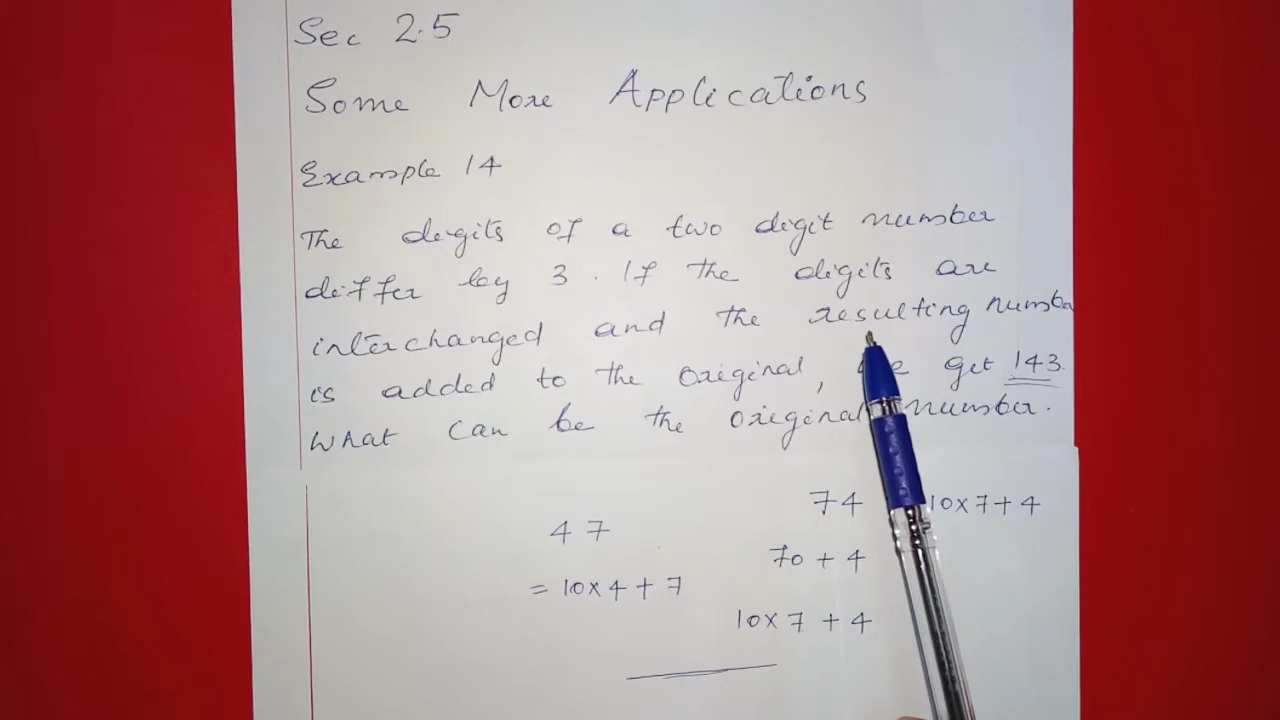 Sec 2.5
Some More Applications
Example 14
The digits of a two digit number
differ by 3. If the digits are
interchanged and the resulting
is added to the original, get 143.
What can be the original number.
47
= 10x4+7
74
10x7+4
70+4
10x7+4